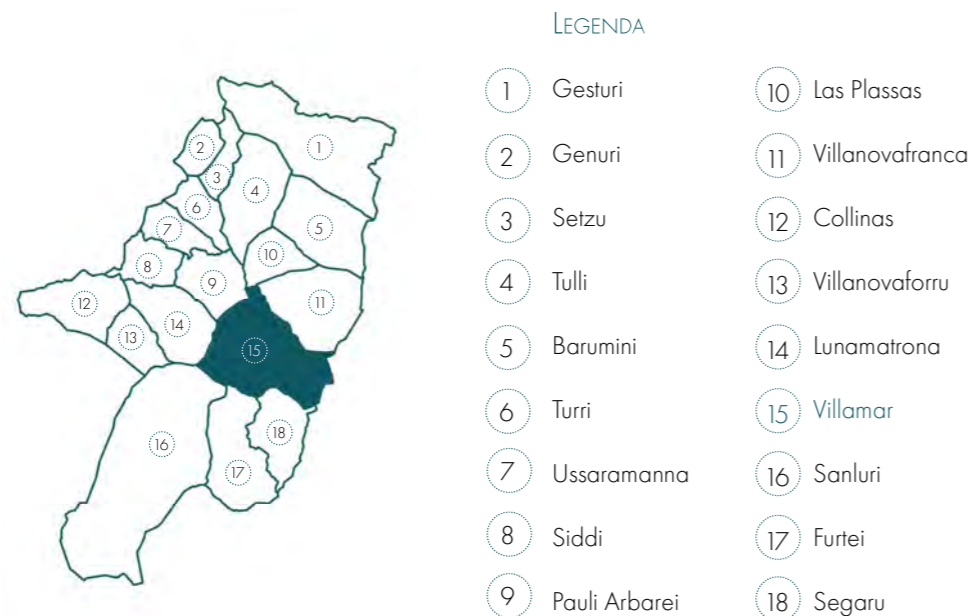 LEGENDA
1 Gesturi
2 Genuri
3 Setzu
4 Tulli
5 Barumini
6 Turri
7 Ussaramanna
8 Siddi
9 Pauli Arbarei
10 Las Plassas
11 Villanovafranca
12 Collinas
13 Villanovaforru
14 Lunamatrona
15 Villamar
16 Sanluri
17 Furtei
18 Segaru
1
2
3
4
6
5
7
10
8
9
12
11
14
13
15
18
16
17